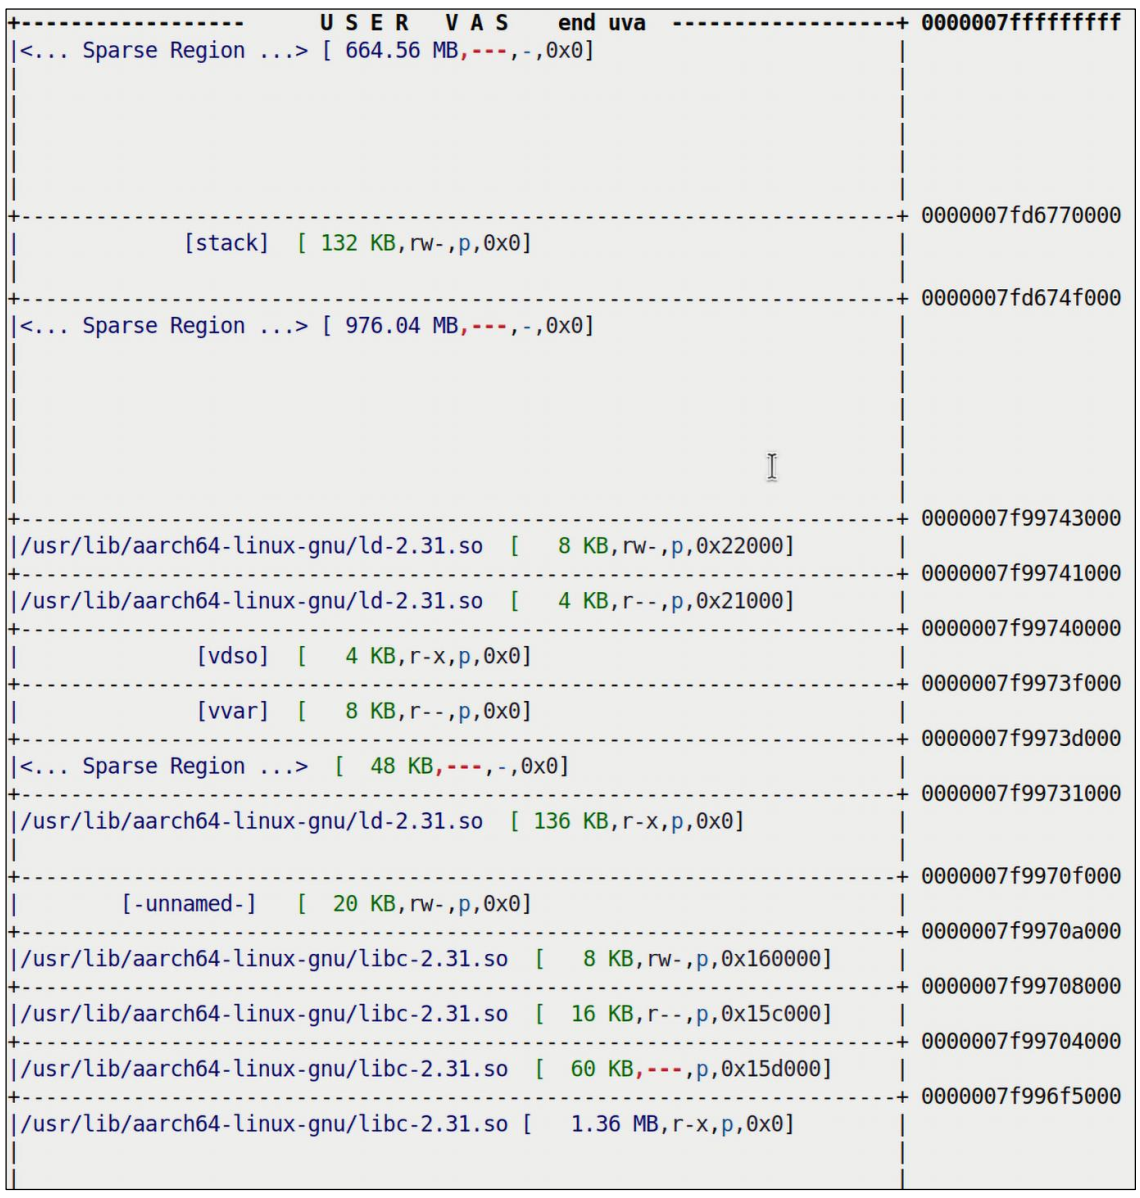 +------------------ U S E R V A S end uva ------------------+ 0000007fffffffff
|<... Sparse Region ...> [ 664.56 MB,---,-,0x0] |
| |
| |
| |
| |
| |
+----------------------------------------------------------------------+ 0000007fd6770000
| [stack] [ 132 KB,rw-,p,0x0] |
| |
+----------------------------------------------------------------------+ 0000007fd674f000
|<... Sparse Region ...> [ 976.04 MB,---,-,0x0] |
| |
| |
| |
| |
| |
| |
+----------------------------------------------------------------------+ 0000007f99743000
|/usr/lib/aarch64-linux-gnu/ld-2.31.so [ 8 KB,rw-,p,0x22000] |
+----------------------------------------------------------------------+ 0000007f99741000
|/usr/lib/aarch64-linux-gnu/ld-2.31.so [ 4 KB,r--,p,0x21000] |
+----------------------------------------------------------------------+ 0000007f99740000
| [vdso] [ 4 KB,r-x,p,0x0] |
+----------------------------------------------------------------------+ 0000007f9973f000
| [vvar] [ 8 KB,r--,p,0x0] |
+----------------------------------------------------------------------+ 0000007f9973d000
|<... Sparse Region ...> [ 48 KB,---,-,0x0] |
+----------------------------------------------------------------------+ 0000007f99731000
|/usr/lib/aarch64-linux-gnu/ld-2.31.so [ 136 KB,r-x,p,0x0] |
| |
+----------------------------------------------------------------------+ 0000007f9970f000
| [-unnamed-] [ 20 KB,rw-,p,0x0] |
+----------------------------------------------------------------------+ 0000007f9970a000
|/usr/lib/aarch64-linux-gnu/libc-2.31.so [ 8 KB,rw-,p,0x160000] |
+----------------------------------------------------------------------+ 0000007f99708000
|/usr/lib/aarch64-linux-gnu/libc-2.31.so [ 16 KB,r--,p,0x15c000] |
+----------------------------------------------------------------------+ 0000007f99704000
|/usr/lib/aarch64-linux-gnu/libc-2.31.so [ 60 KB,---,p,0x15d000] |
+----------------------------------------------------------------------+ 0000007f996f5000
|/usr/lib/aarch64-linux-gnu/libc-2.31.so [ 1.36 MB,r-x,p,0x0] |
| |
| |